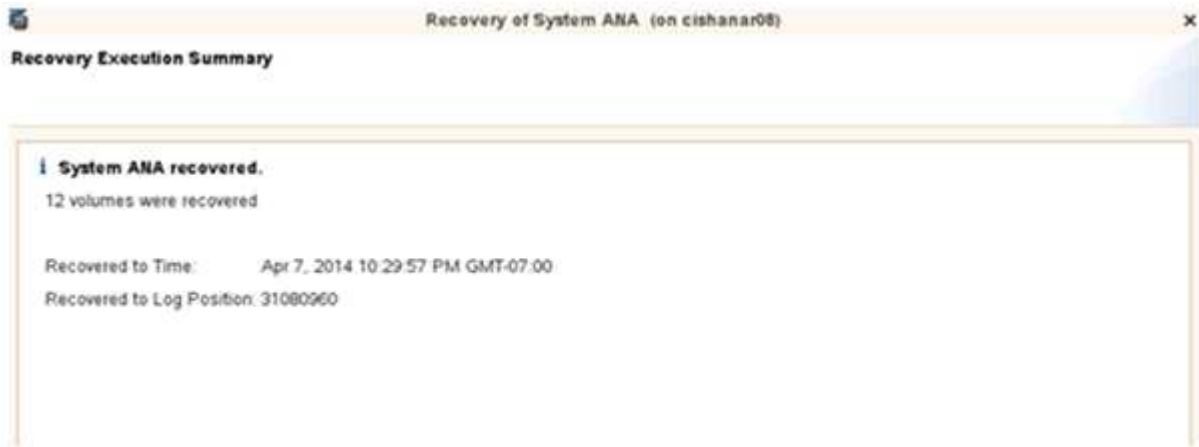 Recovery of System ANA (on cishanar08)
Recovery Execution Summary
System ANA recovered.
12 volumes were recovered
Recovered to Time: Apr 7, 2014 10:29:57 PM GMT-07:00
Recovered to Log Position: 31080960